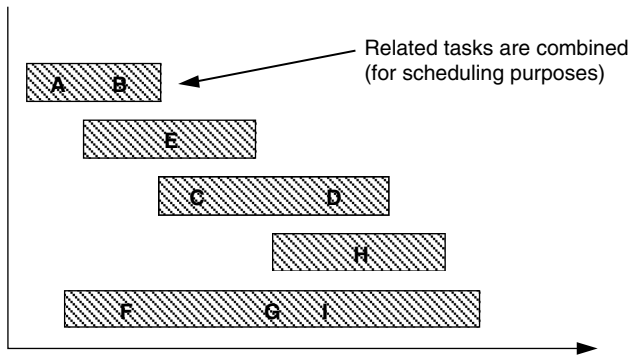 Related tasks are combined
(for scheduling purposes)
A B
E
C D
H
F G I